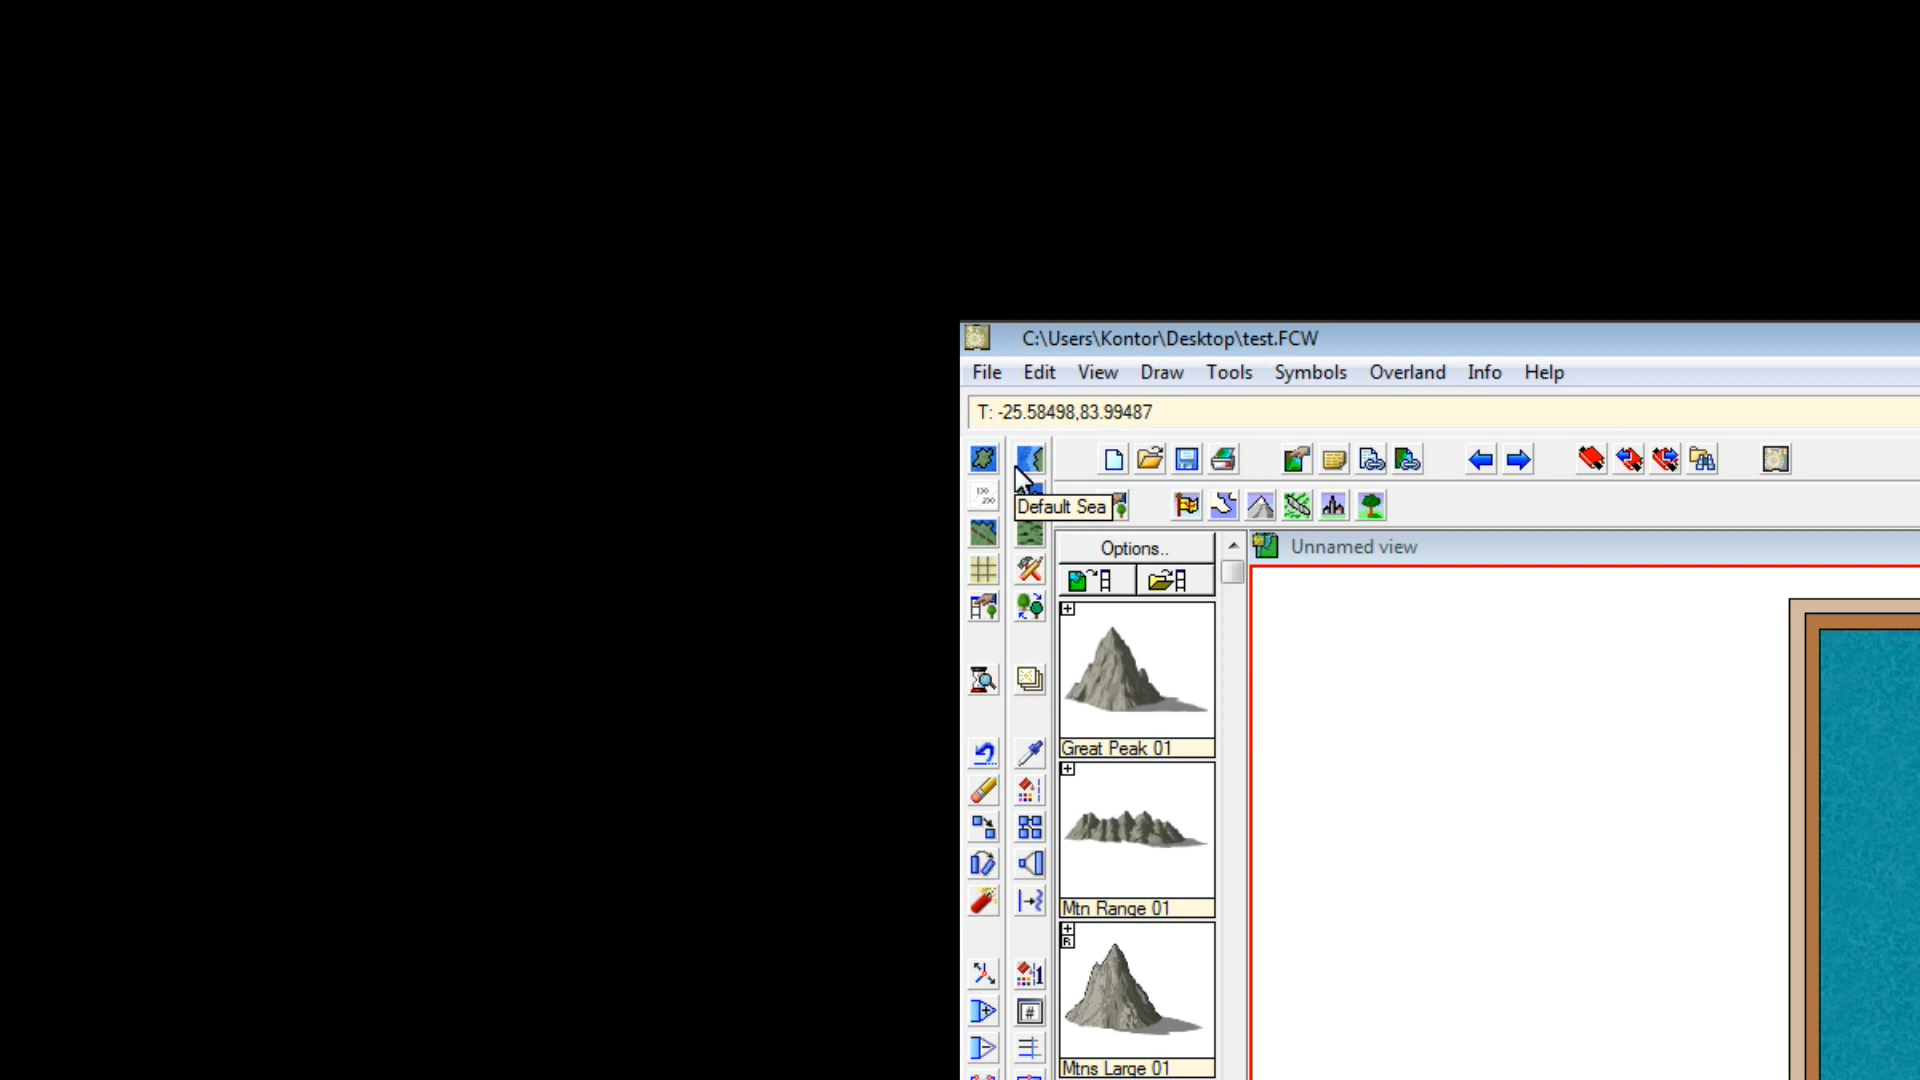 C:\Users\Kontor\Desktop\test.FCW
File Edit View Draw Tools Symbols Overland Info Help
T: -25.58498,83.99487
Default Sea
Options..
Unnamed view
Great Peak 01
Mtn Range 01
R
Mtns Large 01